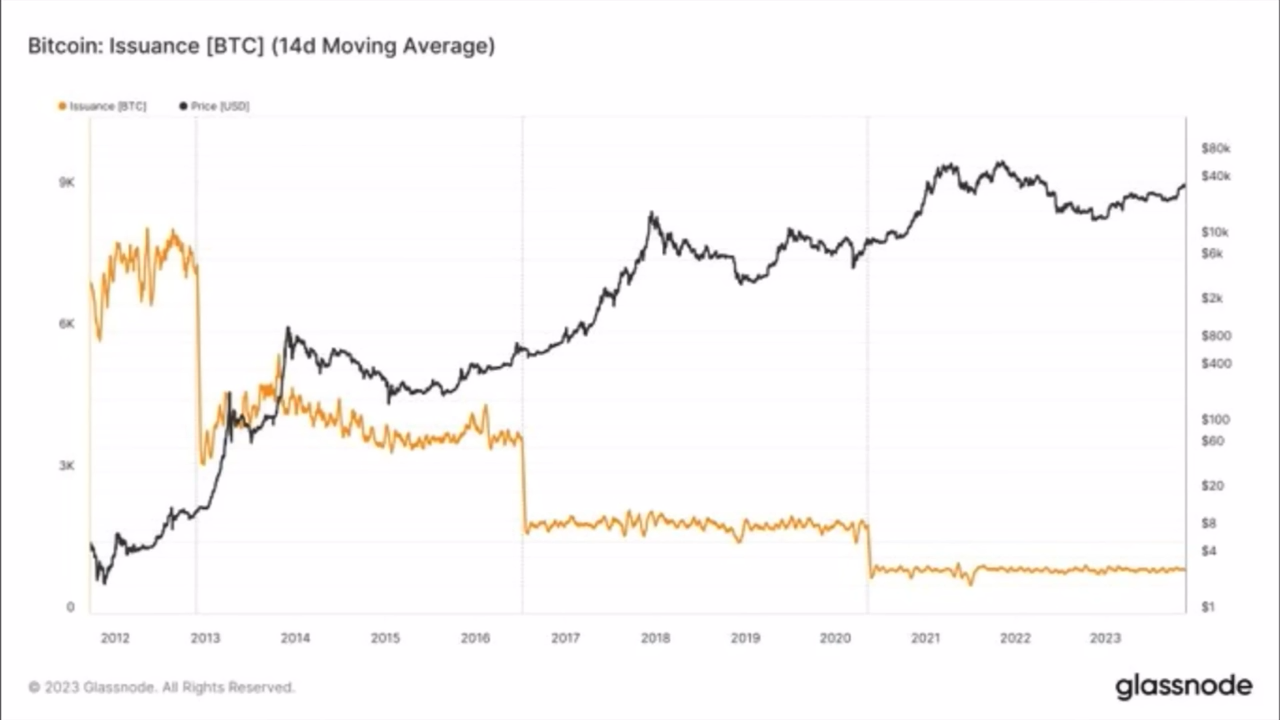 Bitcoin: Issuance [BTC] (14d Moving Average)
Issuance [BTC] Price [USD]
9K
6K
3K
0
$80k
$40k
$10k
$6k
$2k
$800
$400
$100
$60
$20
$8
$4
$1
2012 2013 2014 2015 2016 2017 2018 2019 2020 2021 2022 2023
© 2023 Glassnode. All Rights Reserved.
glassnode